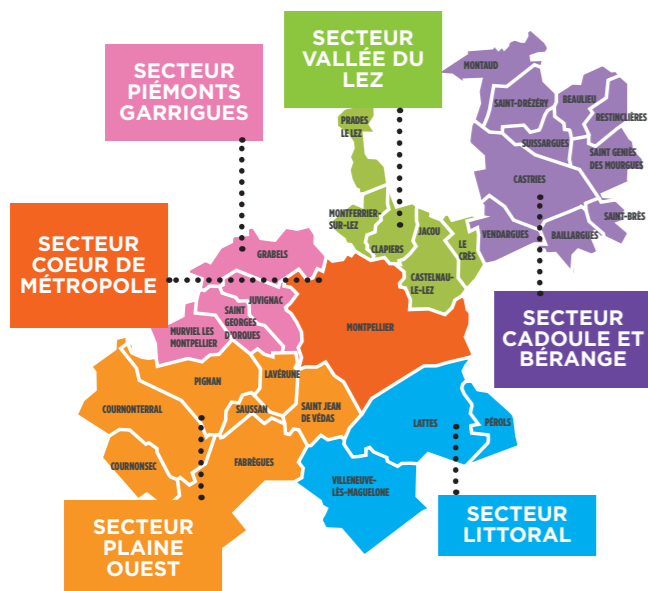 SECTEUR
VALLÉE DU
LEZ
SECTEUR
PIÉMONTS
GARRIGUES
MONTAUD
SAINT-DRÉZÉRY
BEAULIEU
RESTINCLIÈRES
PRADES
LE LEZ
SUSSARGUES
SAINT GENIÈS
DES MOURGUES
CASTRIES
MONTFERRIER-
SUR-LEZ
JACOU
CLAPIERS
LE
CRÈS
VENDARGUES
BAILLARGUES
SAINT-BRÈS
SECTEUR
COEUR DE
MÉTROPOLE
GRABELS
CASTELNAU-
LE-LEZ
JUVIGNAC
SAINT
GEORGES
D'ORQUES
MURVIEL LES
MONTPELLIER
MONTPELLIER
SECTEUR
CADOULE ET
BÉRANGE
PIGNAN
LAVÉRUNE
COURNONTERRAL
SAUSSAN
SAINT JEAN
DE VÉDAS
LATTES
PÉROLS
COURNONSEC
FABRÈGUES
VILLENEUVE-
LÈS-MAGUELONE
SECTEUR
PLAINE
OUEST
SECTEUR
LITTORAL